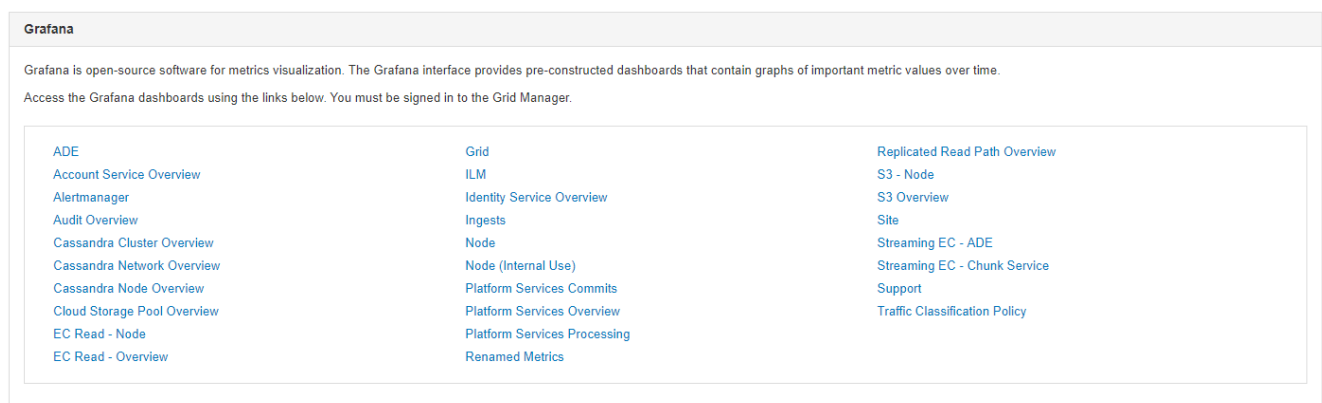 Grafana
Grafana is open-source software for metrics visualization. The Grafana interface provides pre-constructed dashboards that contain graphs of important metric values over time.
Access the Grafana dashboards using the links below. You must be signed in to the Grid Manager.
ADE
Account Service Overview
Alertmanager
Audit Overview
Cassandra Cluster Overview
Cassandra Network Overview
Cassandra Node Overview
Cloud Storage Pool Overview
EC Read - Node
EC Read - Overview
Grid
ILM
Identity Service Overview
Ingests
Node
Node (Internal Use)
Platform Services Commits
Platform Services Overview
Platform Services Processing
Renamed Metrics
Replicated Read Path Overview
S3 - Node
S3 Overview
Site
Streaming EC - ADE
Streaming EC - Chunk Service
Support
Traffic Classification Policy